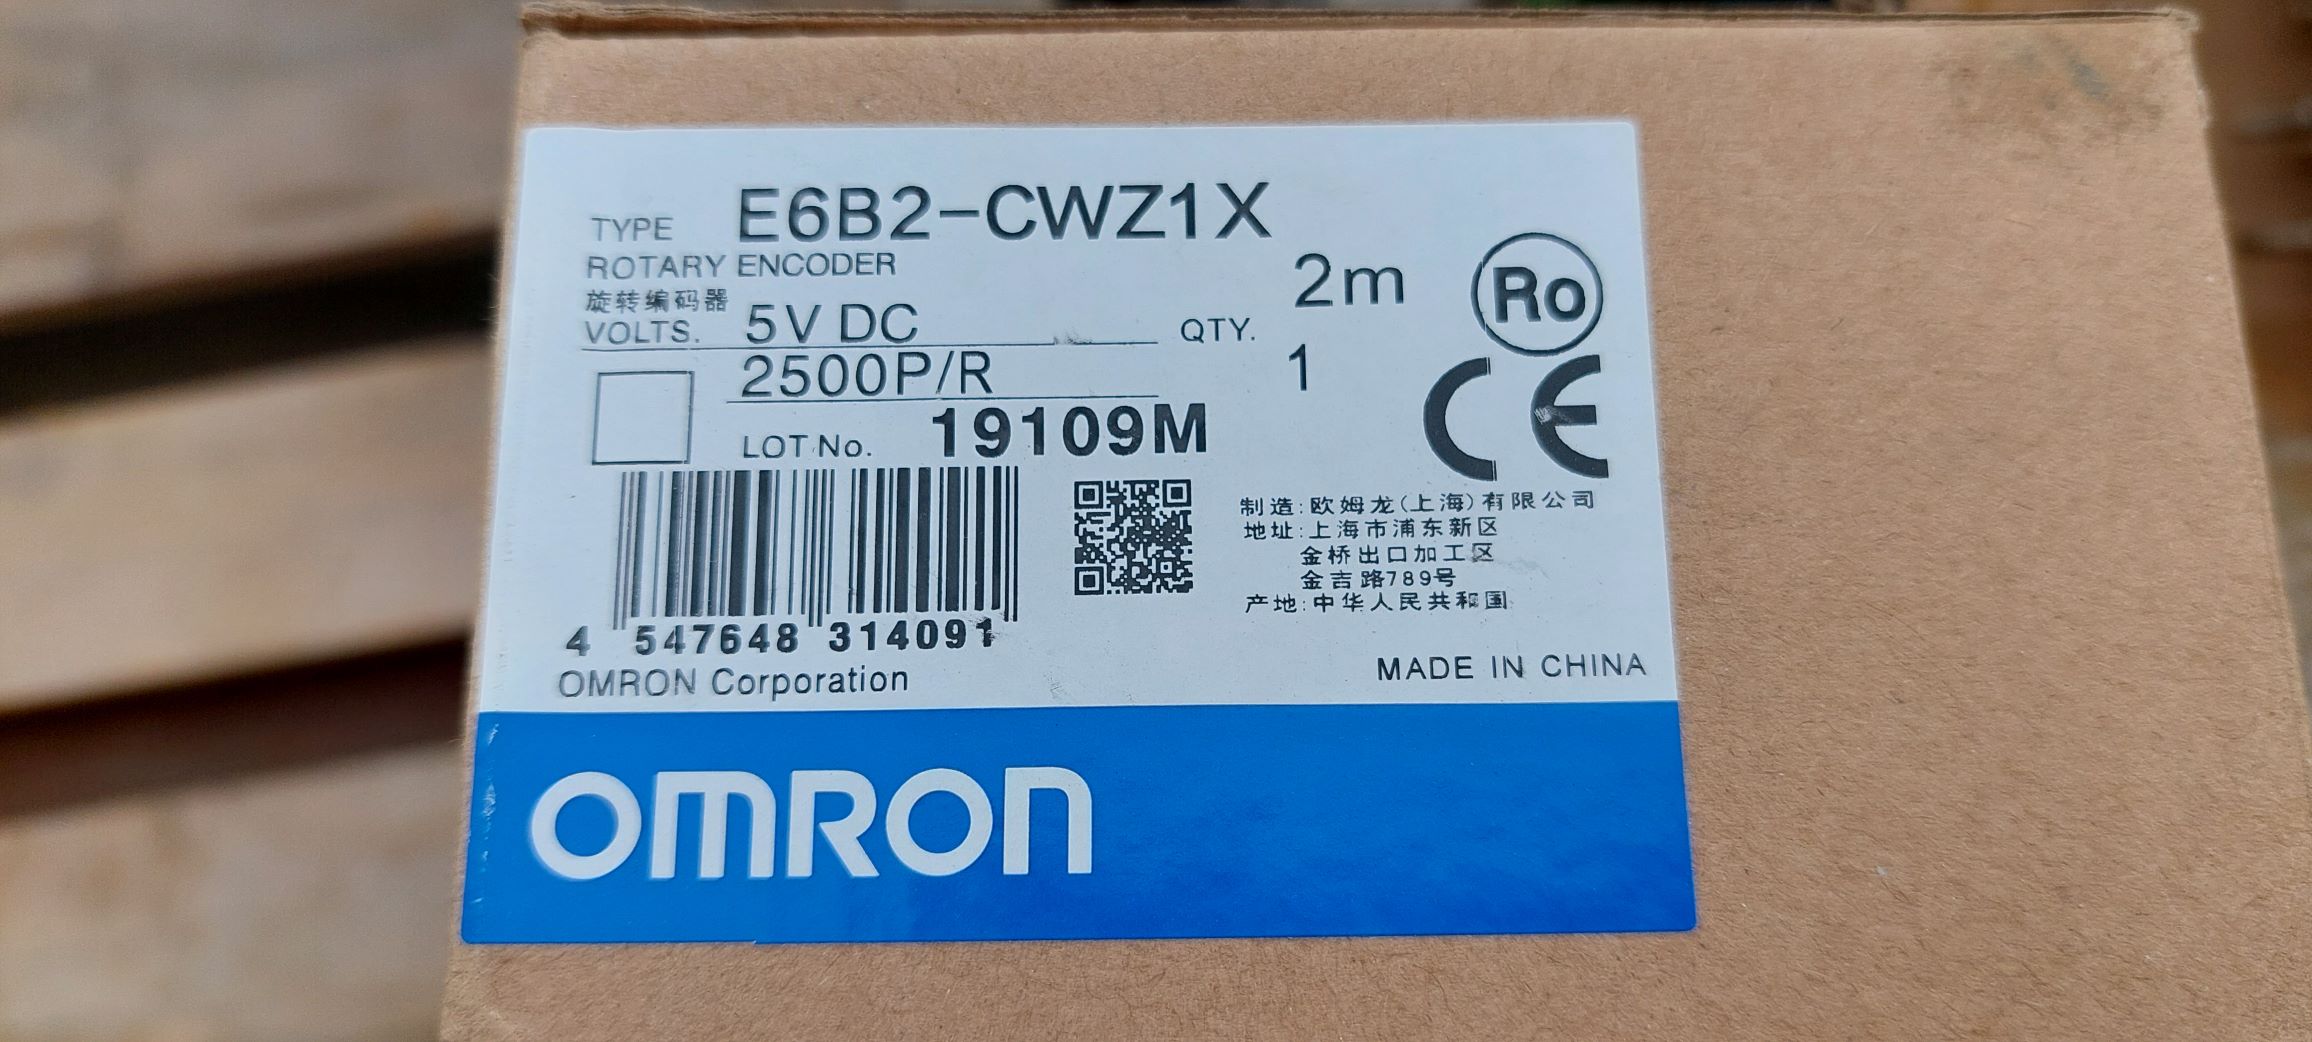 TYPE E6B2-CWZ1X
ROTARY ENCODER
旋转编码器
2m
Ro
VOLTS. 5V DC
QTY. 1
2500P/R
CE
LOT No. 19109M
制造:欧姆龙(上海)有限公司
地址:上海市浦东新区
金桥出口加工区
金吉路789号
产地:中华人民共和国
4 547648 314091
OMRON Corporation
MADE IN CHINA
OMRON